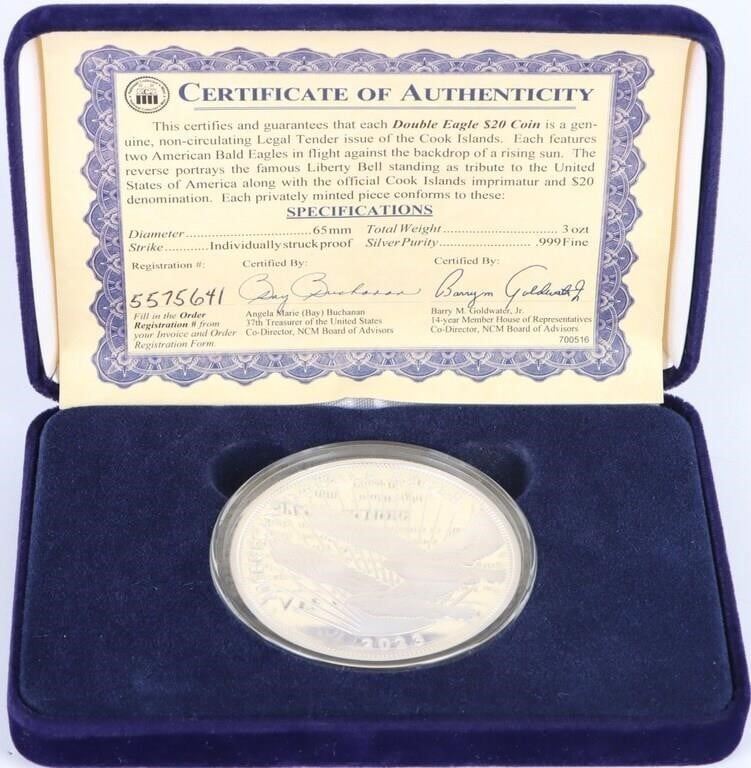 CERTIFICATE OF AUTHENTICITY
This certifies and guarantees that each Double Eagle $20 Coin is a gen-
uine, non-circulating Legal Tender issue of the Cook Islands. Each features
two American Bald Eagles in flight against the backdrop of a rising sun. The
reverse portrays the famous Liberty Bell standing as tribute to the United
States of America along with the official Cook Islands imprimatur and $20
denomination. Each privately minted piece conforms to these:
SPECIFICATIONS
Diameter..............................65mm Total Weight.......................3 ozt
Strike............Individually struck proof Silver Purity....................999 Fine
Registration #: Certified By: Certified By:
5575641 Bay Buchanan Barry m Goldwater Jr
Fill in the Order Angela Marie (Bay) Buchanan Barry M. Goldwater, Jr.
Registration # from 37th Treasurer of the United States 14-year Member House of Representatives
your Invoice and Order Co-Director, NCM Board of Advisors Co-Director, NCM Board of Advisors
Registration Form. 700516
2023